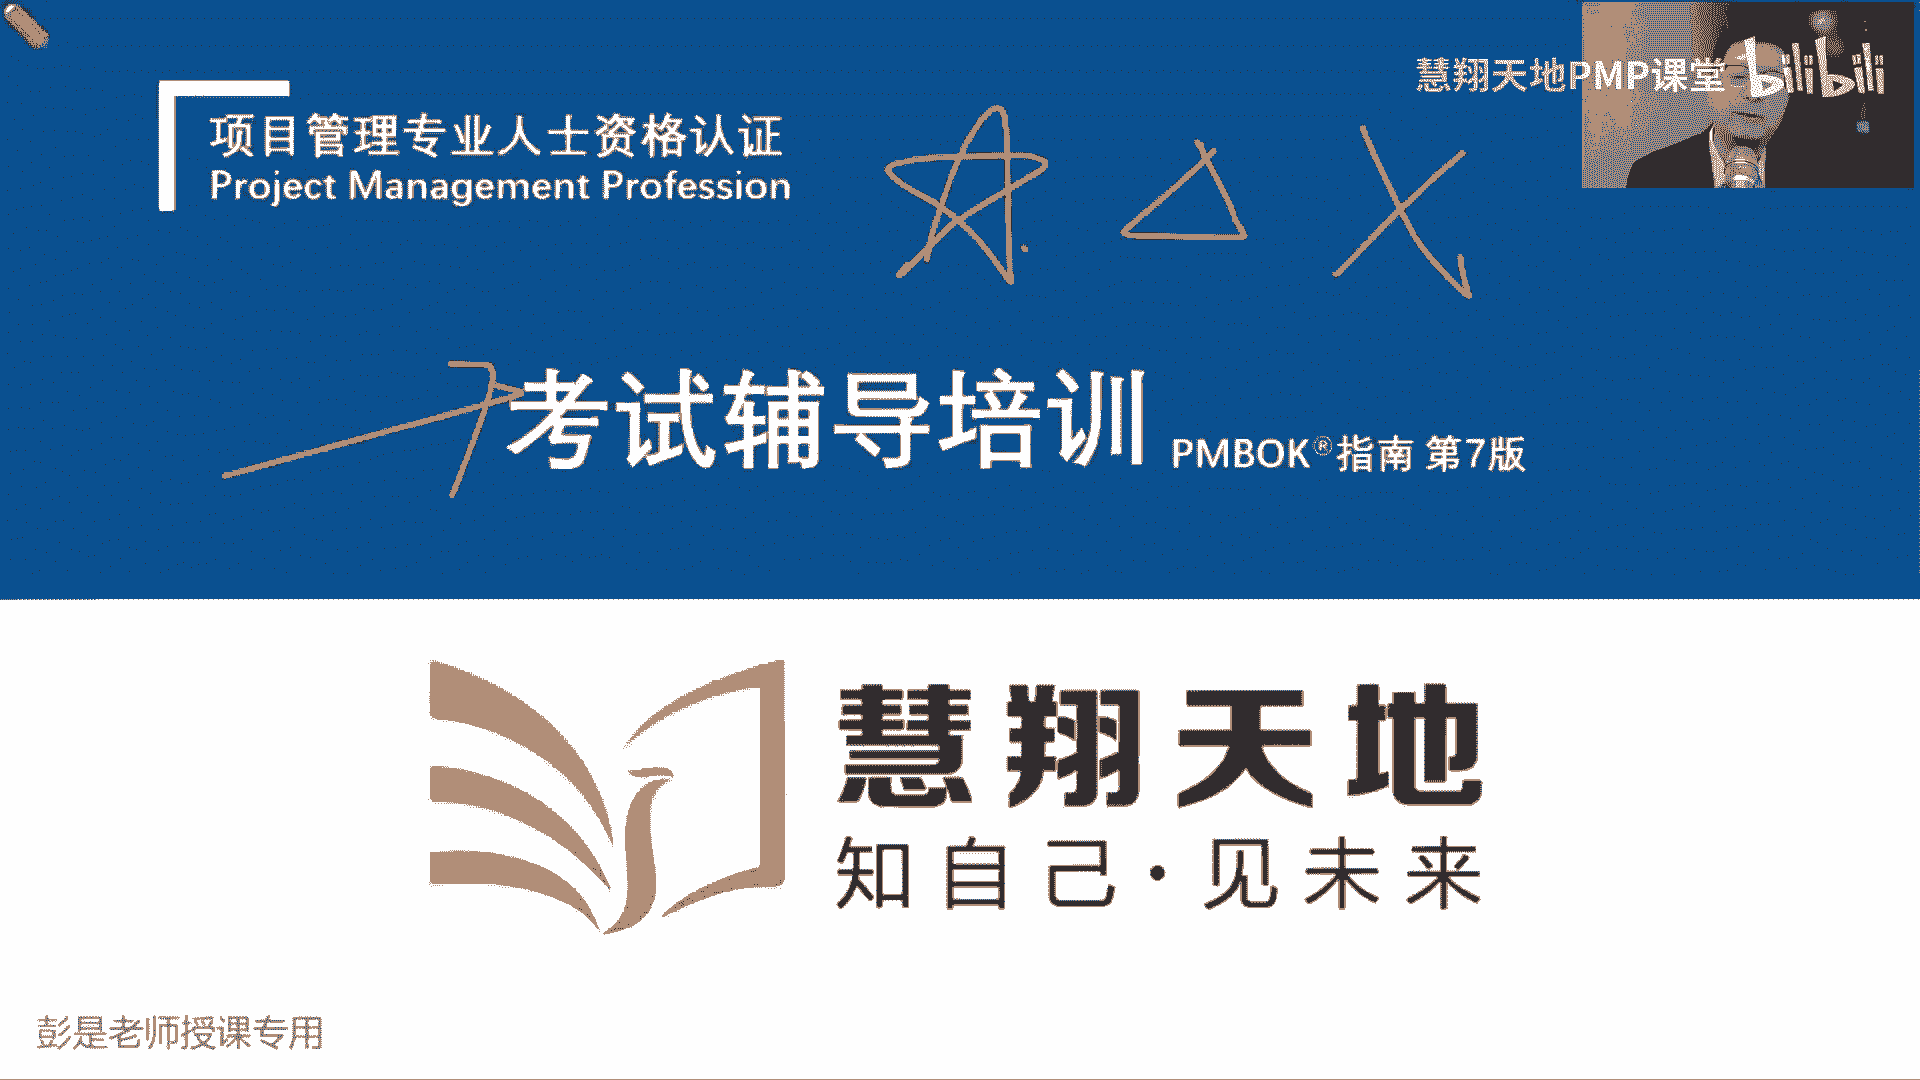 慧翔天地PMP课堂 bilibili
项目管理专业人士资格认证
Project Management Profession
考试辅导培训 PMBOK®指南 第7版
慧翔天地
知自己·见未来
彭是老师授课专用